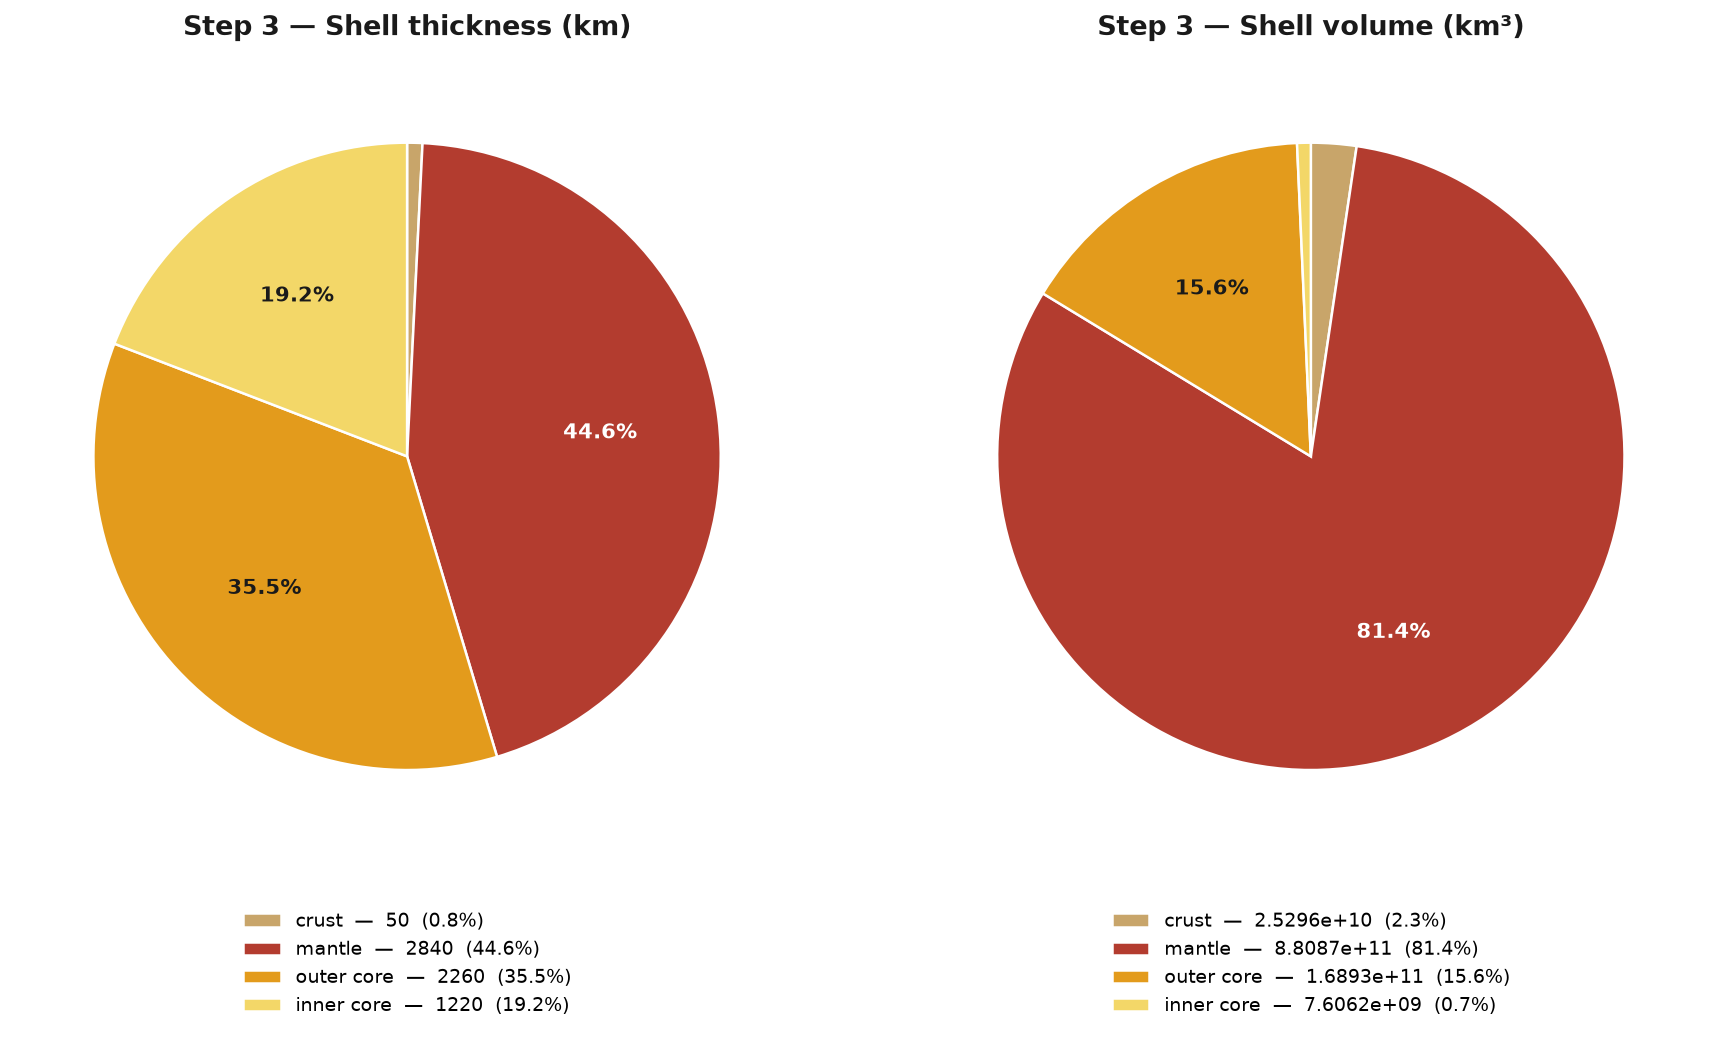 Step 3 — Shell thickness (km)
19.2%
44.6%
35.5%
crust — 50 (0.8%)
mantle — 2840 (44.6%)
outer core — 2260 (35.5%)
inner core — 1220 (19.2%)
Step 3 — Shell volume (km³)
15.6%
81.4%
crust — 2.5296e+10 (2.3%)
mantle — 8.8087e+11 (81.4%)
outer core — 1.6893e+11 (15.6%)
inner core — 7.6062e+09 (0.7%)